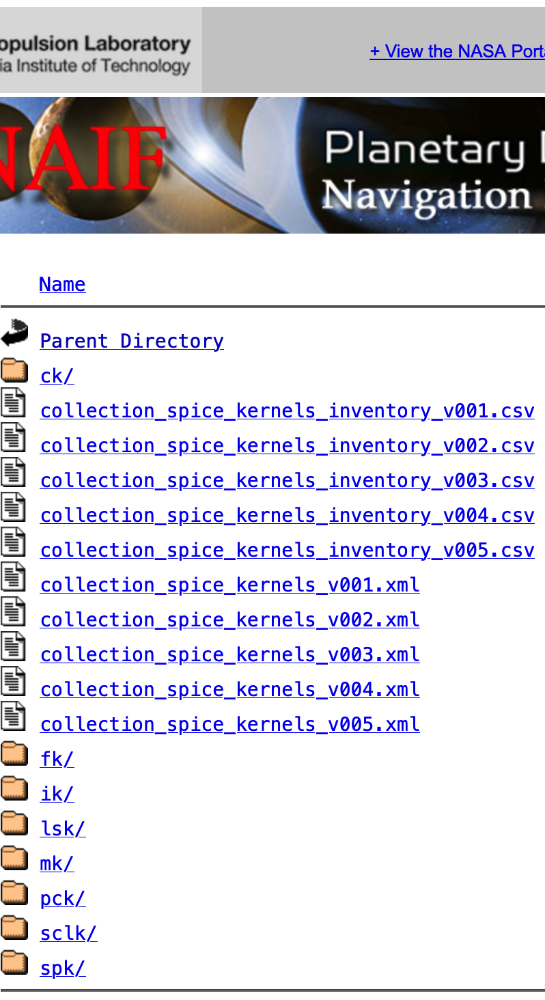 opulsion Laboratory
ia Institute of Technology
+ View the NASA Porta
NAIF
Planetary
Navigation
Name
Parent Directory
ck/
collection_spice_kernels_inventory_v001.csv
collection_spice_kernels_inventory_v002.csv
collection_spice_kernels_inventory_v003.csv
collection_spice_kernels_inventory_v004.csv
collection_spice_kernels_inventory_v005.csv
collection_spice_kernels_v001.xml
collection_spice_kernels_v002.xml
collection_spice_kernels_v003.xml
collection_spice_kernels_v004.xml
collection_spice_kernels_v005.xml
fk/
ik/
lsk/
mk/
pck/
sclk/
spk/